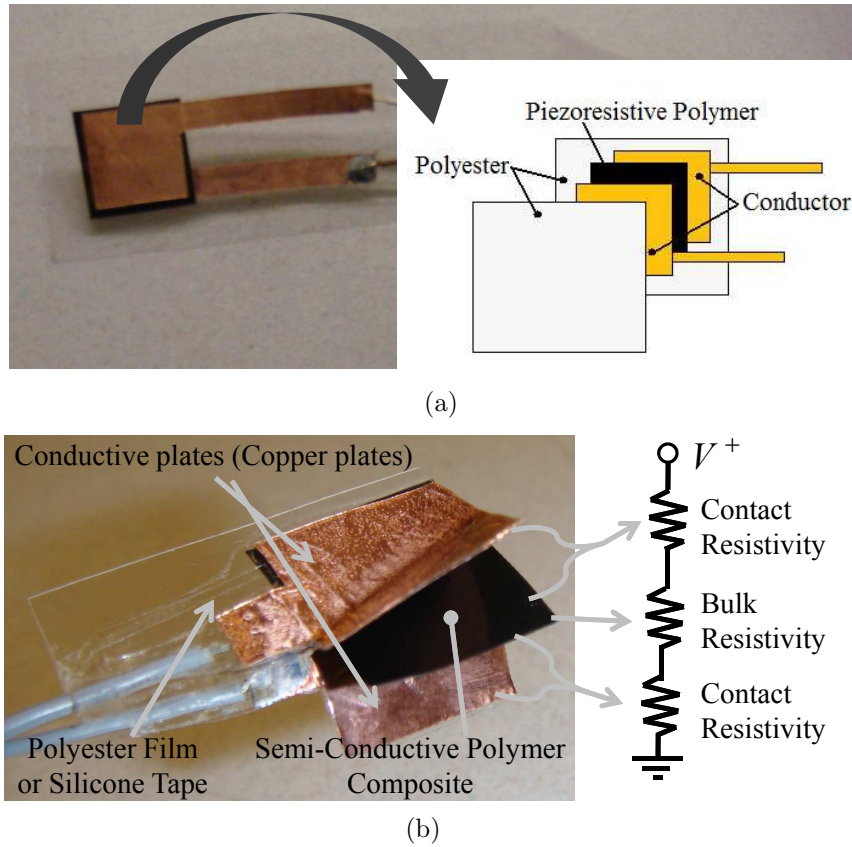 Piezoresistive Polymer
Polyester
Conductor
(a)
Conductive plates (Copper plates)
V +
Contact
Resistivity
Bulk
Resistivity
Contact
Resistivity
Polyester Film
or Silicone Tape
Semi-Conductive Polymer
Composite
(b)